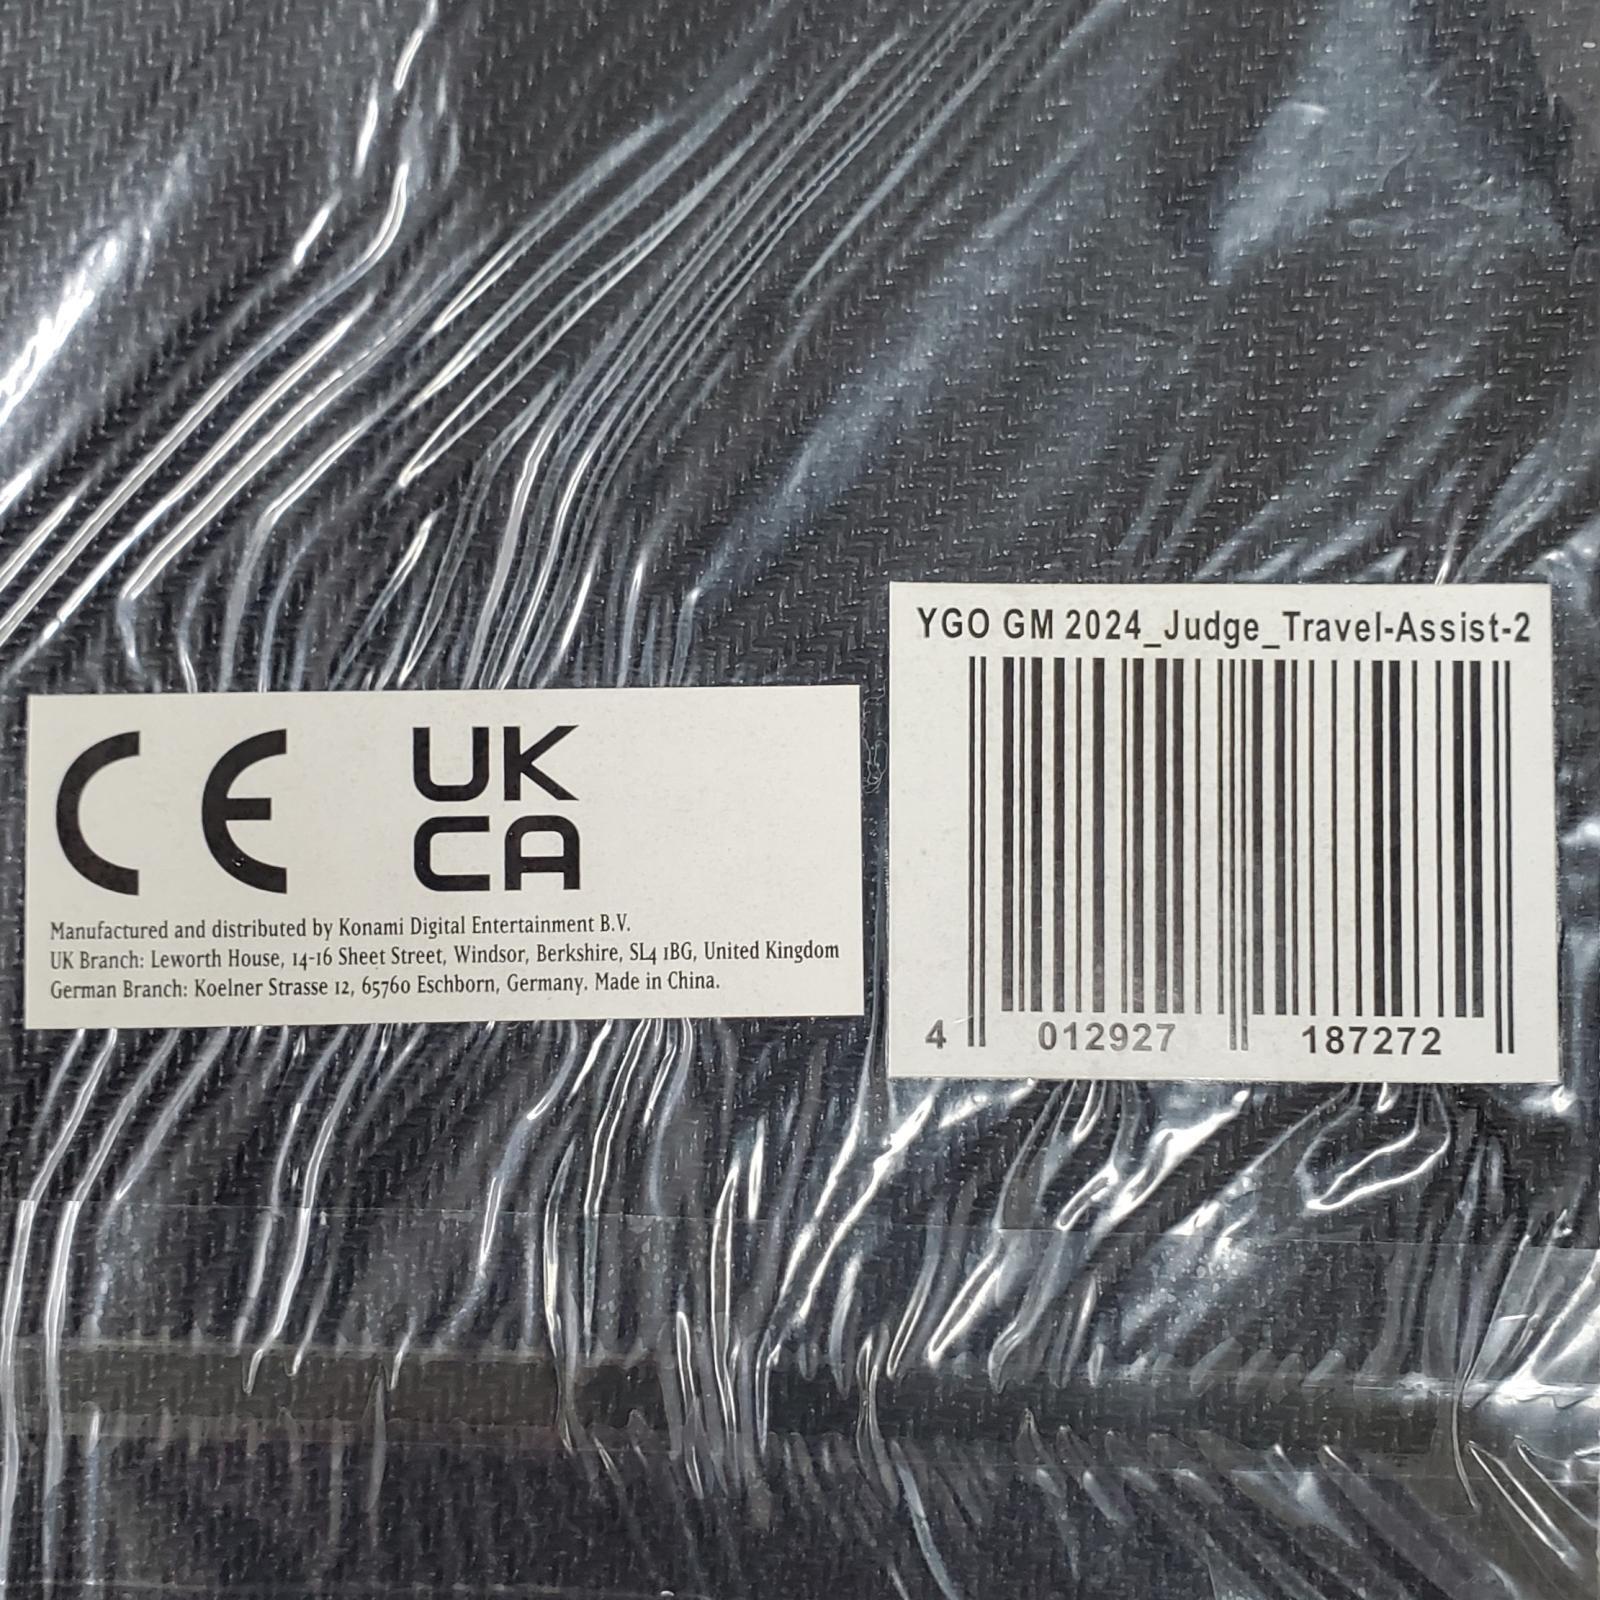 CE
UK
CA
Manufactured and distributed by Konami Digital Entertainment B.V.
UK Branch: Leworth House, 14-16 Sheet Street, Windsor, Berkshire, SL4 1BG, United Kingdom
German Branch: Koelner Strasse 12, 65760 Eschborn, Germany. Made in China.
YGO GM 2024_Judge_Travel-Assist-2
4 012927 187272